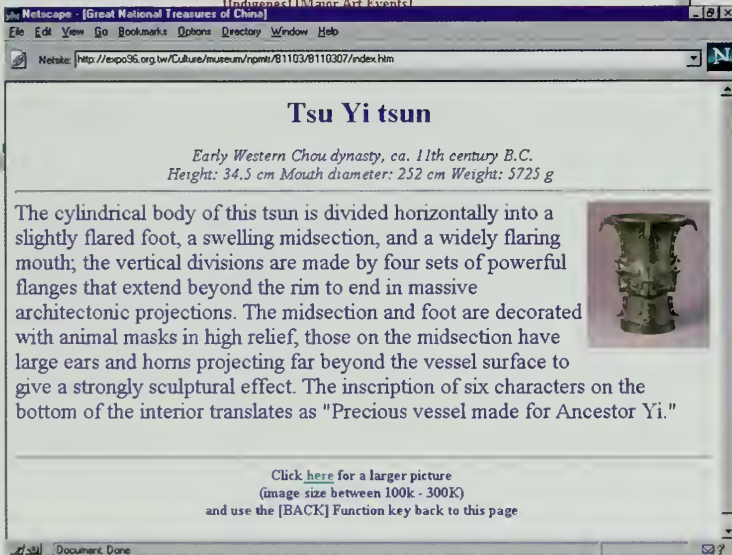 Undigenes! [Major Art Events]
Netscape - [Great National Treasures of China]
File Edit View Go Bookmarks Options Directory Window Help
Netsite: http://expo96.org.tw/Culture/museum/npmtr/81103/8110307/index.htm
N
Tsu Yi tsun
Early Western Chou dynasty, ca. 11th century B.C.
Height: 34.5 cm Mouth diameter: 252 cm Weight: 5725 g
The cylindrical body of this tsun is divided horizontally into a
slightly flared foot, a swelling midsection, and a widely flaring
mouth; the vertical divisions are made by four sets of powerful
flanges that extend beyond the rim to end in massive
architectonic projections. The midsection and foot are decorated
with animal masks in high relief, those on the midsection have
large ears and horns projecting far beyond the vessel surface to
give a strongly sculptural effect. The inscription of six characters on the
bottom of the interior translates as "Precious vessel made for Ancestor Yi."
Click here for a larger picture
(image size between 100k - 300K)
and use the [BACK] Function key back to this page
Document Done